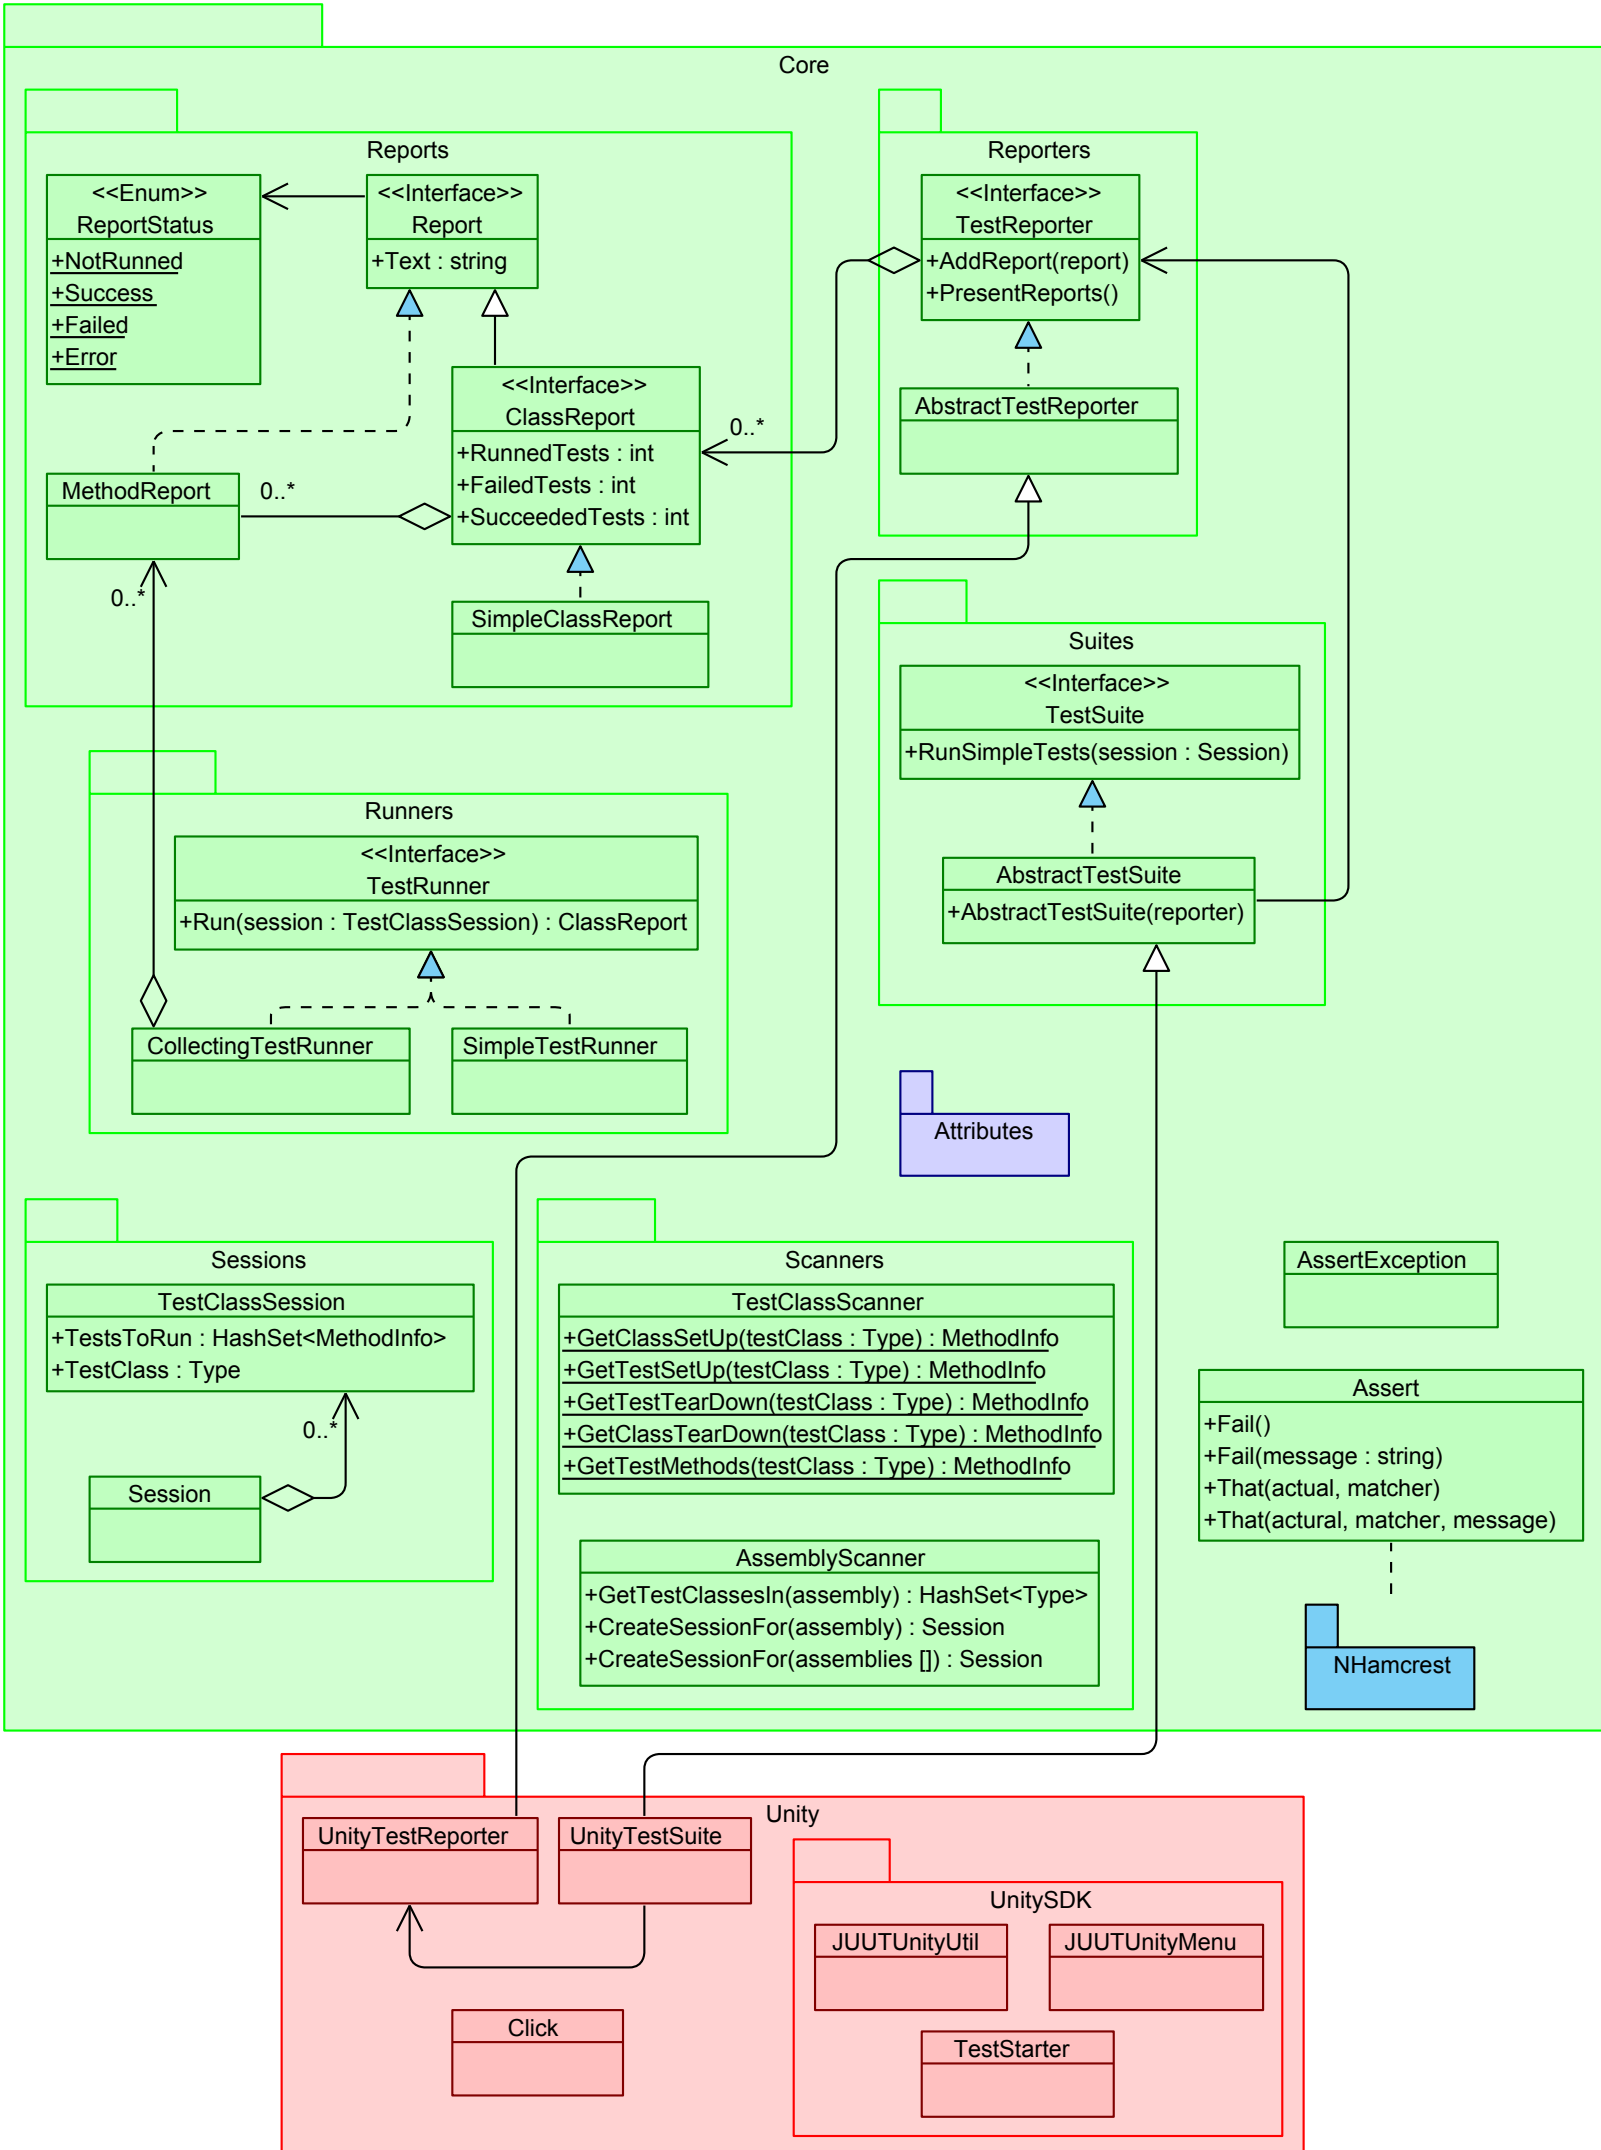 Core
Reports
<<Enum>>
ReportStatus
+NotRunned
+Success
+Failed
+Error
<<Interface>>
Report
+Text : string
<<Interface>>
ClassReport
+RunnedTests : int
+FailedTests : int
+SucceededTests : int
0..*
MethodReport
0..*
0..*
SimpleClassReport
Reporters
<<Interface>>
TestReporter
+AddReport(report)
+PresentReports()
AbstractTestReporter
Suites
<<Interface>>
TestSuite
+RunSimpleTests(session : Session)
AbstractTestSuite
+AbstractTestSuite(reporter)
Runners
<<Interface>>
TestRunner
+Run(session : TestClassSession) : ClassReport
CollectingTestRunner
SimpleTestRunner
Attributes
Sessions
TestClassSession
+TestsToRun : HashSet<MethodInfo>
+TestClass : Type
0..*
Session
Scanners
TestClassScanner
+GetClassSetUp(testClass : Type) : MethodInfo
+GetTestSetUp(testClass : Type) : MethodInfo
+GetTestTearDown(testClass : Type) : MethodInfo
+GetClassTearDown(testClass : Type) : MethodInfo
+GetTestMethods(testClass : Type) : MethodInfo
AssemblyScanner
+GetTestClassesIn(assembly) : HashSet<Type>
+CreateSessionFor(assembly) : Session
+CreateSessionFor(assemblies []) : Session
AssertException
Assert
+Fail()
+Fail(message : string)
+That(actual, matcher)
+That(actural, matcher, message)
NHamcrest
Unity
UnityTestReporter
UnityTestSuite
UnitySDK
JUUTUnityUtil
JUUTUnityMenu
Click
TestStarter